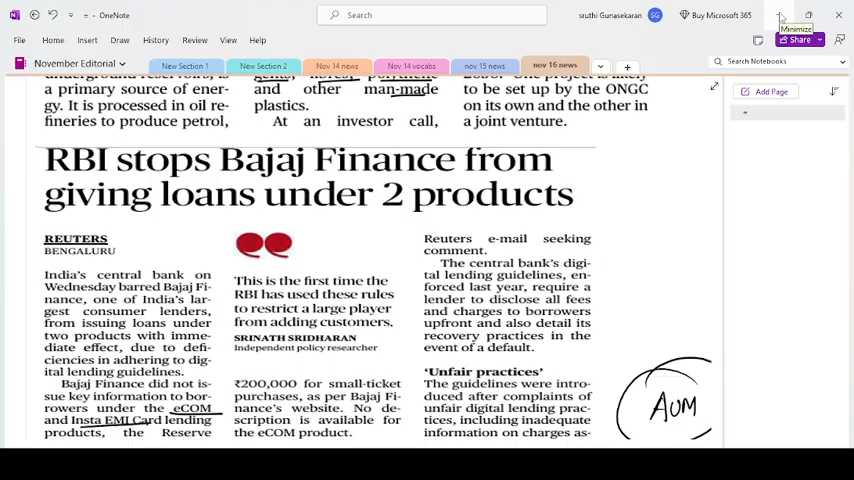 OneNote
Search
sruthi Gunasekaran
SG
Buy Microsoft 365
Minimize
File
Home
Insert
Draw
History
Review
View
Help
Share
November Editorial
New Section 1
New Section 2
Nov 14 news
Nov 14 vocabs
nov 15 news
nov 16 news
Search Notebooks
Add Page
a primary source of ener-
gy. It is processed in oil re-
fineries to produce petrol,
and other man-made
plastics.
At an investor call,
to be set up by the ONGC
on its own and the other in
a joint venture.
RBI stops Bajaj Finance from
giving loans under 2 products
REUTERS
BENGALURU
India's central bank on
Wednesday barred Bajaj Fi-
nance, one of India's lar-
gest consumer lenders,
from issuing loans under
two products with imme-
diate effect, due to defi-
ciencies in adhering to dig-
ital lending guidelines.
Bajaj Finance did not is-
sue key information to bor-
rowers under the eCOM
and Insta EMI Card lending
products, the Reserve
This is the first time the
RBI has used these rules
to restrict a large player
from adding customers.
SRINATH SRIDHARAN
Independent policy researcher
₹200,000 for small-ticket
purchases, as per Bajaj Fi-
nance's website. No de-
scription is available for
the eCOM product.
Reuters e-mail seeking
comment.
The central bank's digi-
tal lending guidelines, en-
forced last year, require a
lender to disclose all fees
and charges to borrowers
upfront and also detail its
recovery practices in the
event of a default.
'Unfair practices'
The guidelines were intro-
duced after complaints of
unfair digital lending prac-
tices, including inadequate
information on charges as-
AUM